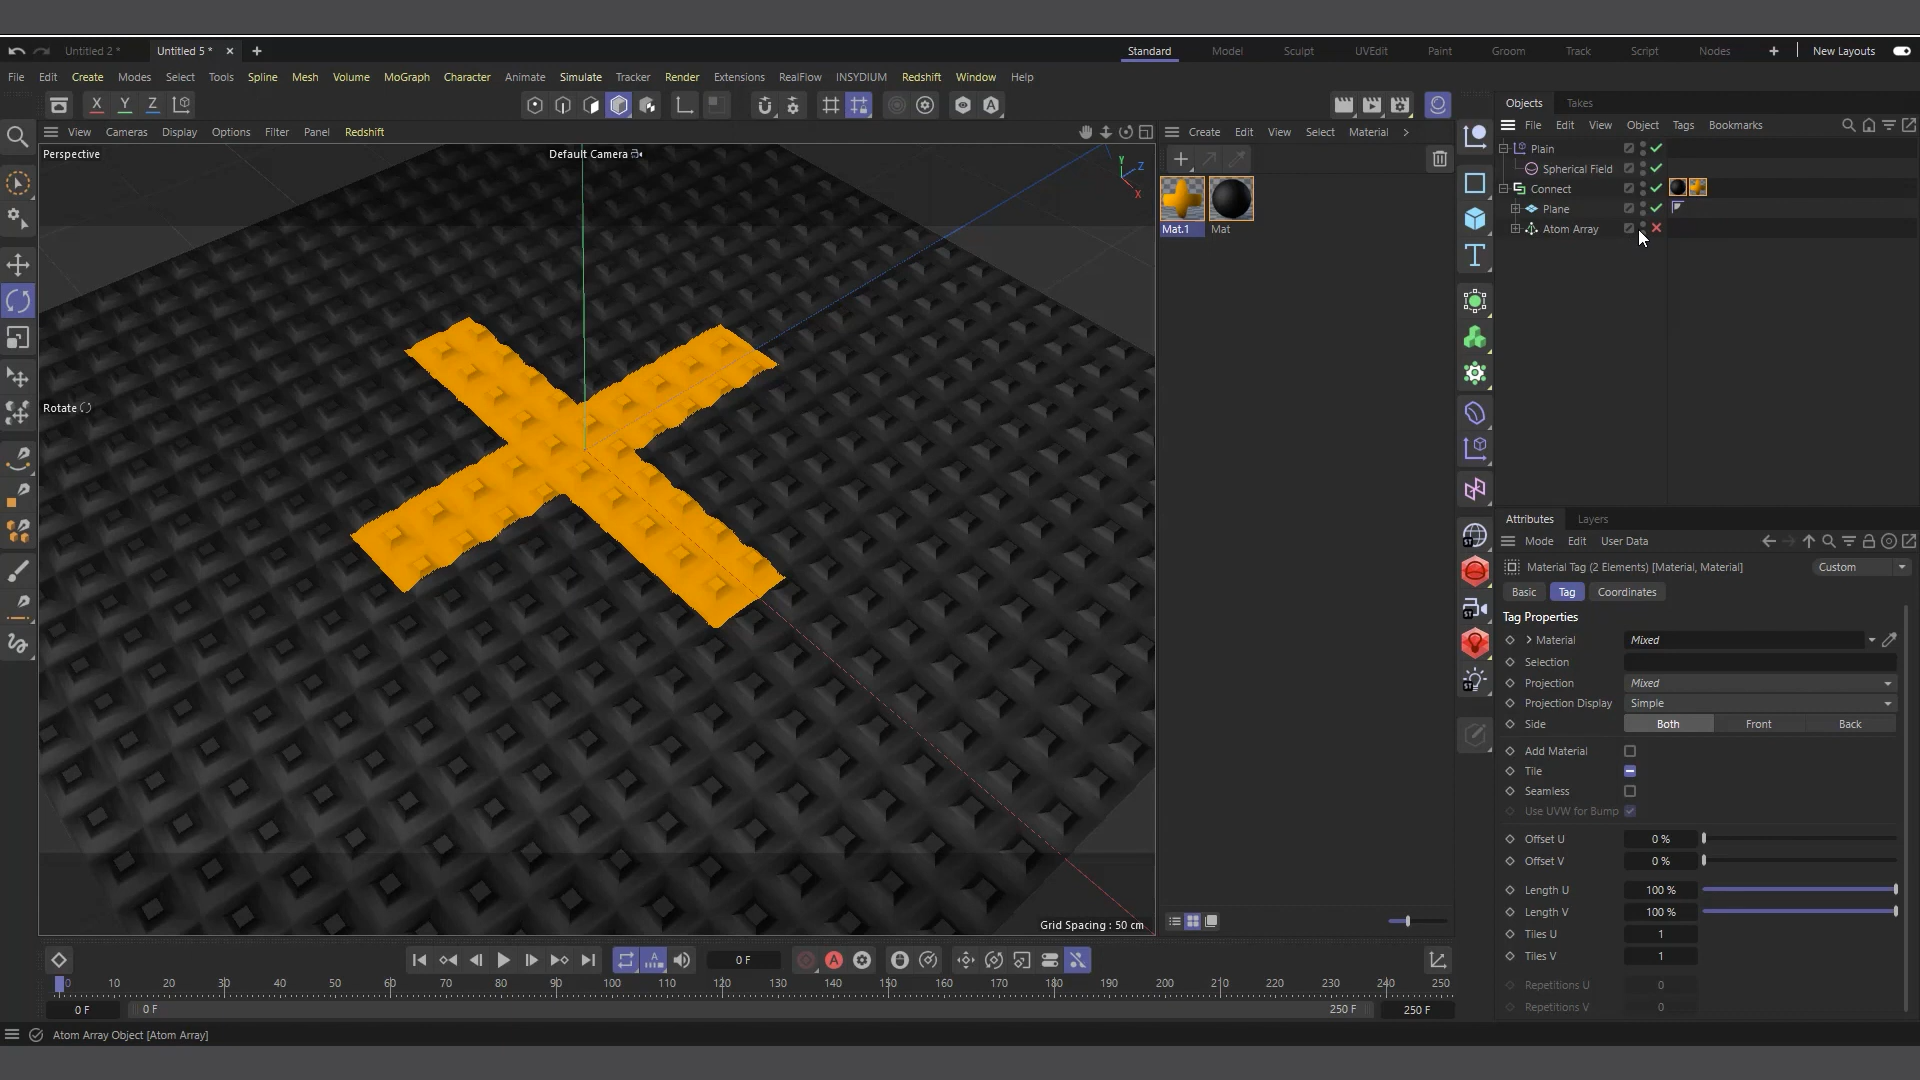 Untitled 2 *
Untitled 5 *
Standard
Model
Sculpt
UVEdit
Paint
Groom
Track
Script
Nodes
New Layouts
File Edit Create Modes Select Tools Spline Mesh Volume MoGraph Character Animate Simulate Tracker Render Extensions RealFlow INSYDIUM Redshift Window Help
X Y Z
Objects Takes
View Cameras Display Options Filter Panel Redshift
Create Edit View Select Material
File Edit View Object Tags Bookmarks
Perspective
Default Camera
Y
Z
X
Plain
Spherical Field
Connect
Plane
Atom Array
Mat.1
Mat
Rotate
Attributes Layers
Mode Edit User Data
Material Tag (2 Elements) [Material, Material]
Custom
Basic Tag Coordinates
Tag Properties
Material Mixed
Selection
Projection Mixed
Projection Display Simple
Side Both Front Back
Add Material
Tile
Seamless
Use UVW for Bump
Offset U 0 %
Offset V 0 %
Length U 100 %
Length V 100 %
Tiles U 1
Tiles V 1
Repetitions U 0
Repetitions V 0
Grid Spacing : 50 cm
0 F
0 10 20 30 40 50 60 70 80 90 100 110 120 130 140 150 160 170 180 190 200 210 220 230 240 250
0 F 0 F 250 F 250 F
Atom Array Object [Atom Array]